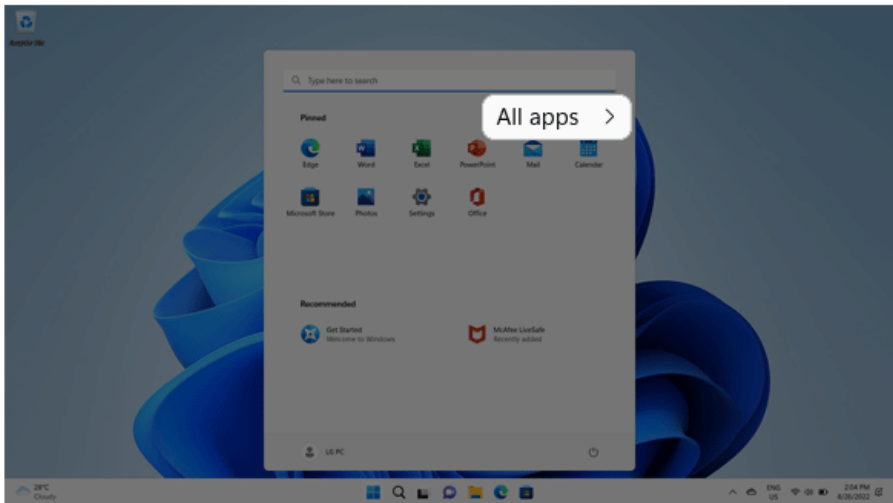 Recycle Bin
Type here to search
Pinned
All apps >
Edge
Word
Excel
PowerPoint
Mail
Calendar
Microsoft Store
Photos
Settings
Office
Recommended
Get Started
Welcome to Windows
McAfee LiveSafe
Recently added
LG PC
28°C
Cloudy
ENG
US
2:04 PM
8/26/2022